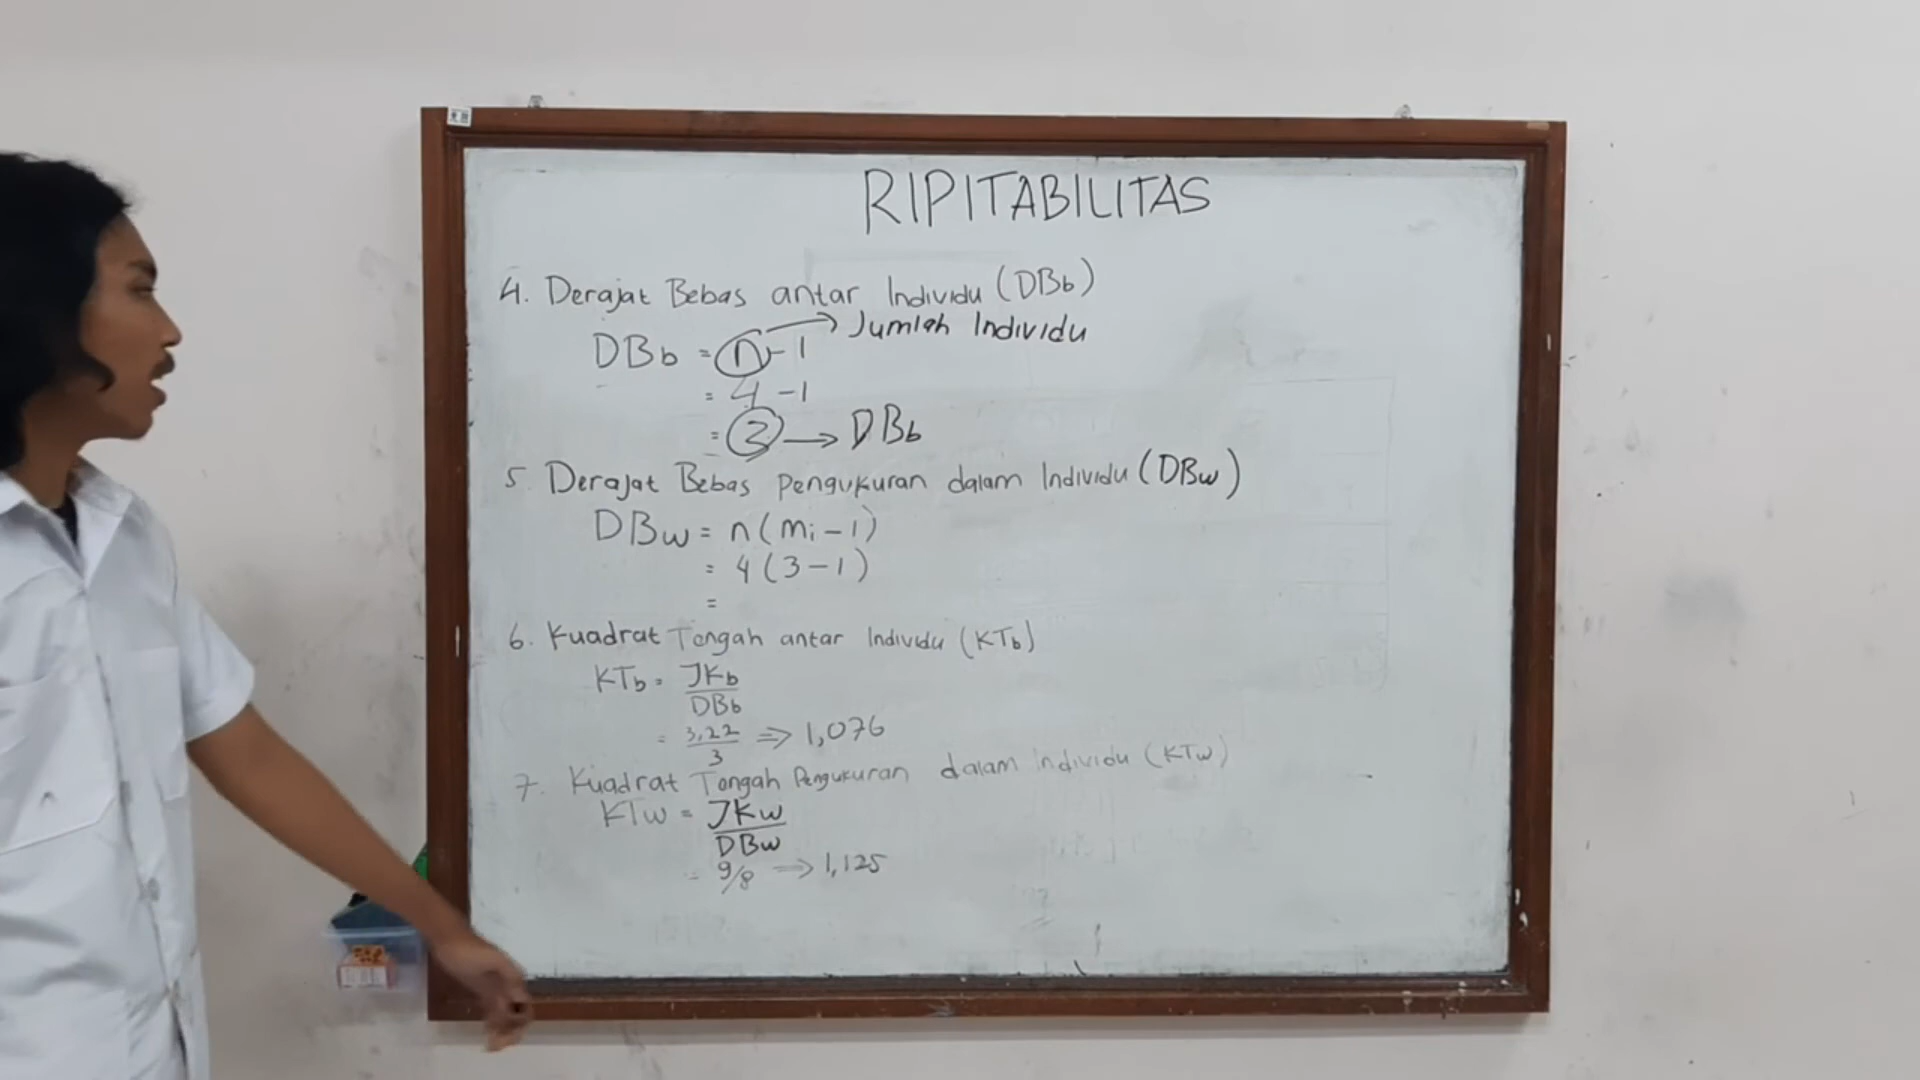 RIPITABILITAS
4. Derajat Bebas antar Individu (DBb)
DBb = n-1 → Jumlah Individu
= 4-1
= 3 → DBb
5. Derajat Bebas Pengukuran dalam Individu (DBw)
DBw = n(mi-1)
= 4(3-1)
=
6. Kuadrat Tengah antar Individu (KTb)
KTb = JKb/DBb
= 3,22/3 ⇒ 1,076
7. Kuadrat Tengah Pengukuran dalam individu (KTw)
KTw = JKw/DBw
= 9/8 ⇒ 1,125